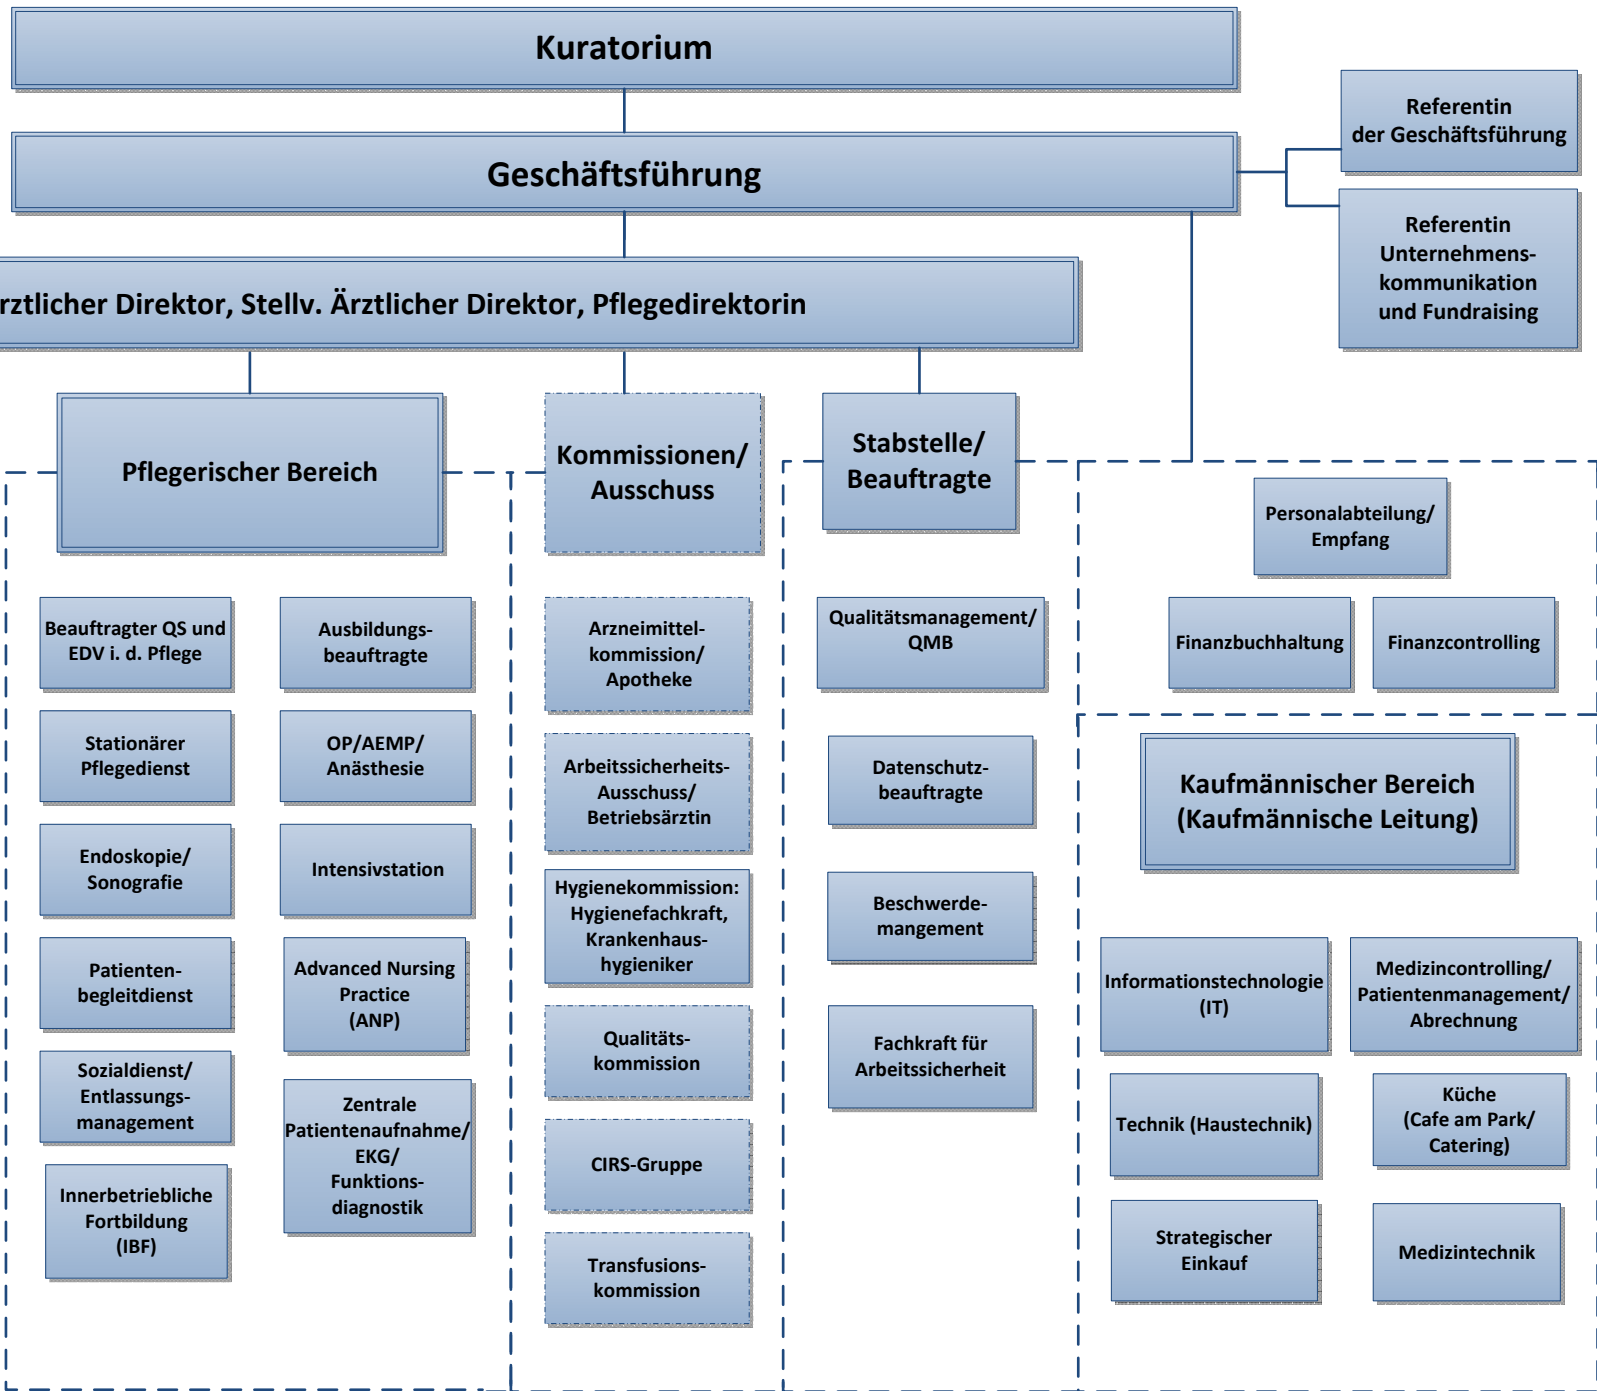 Kuratorium
Geschäftsführung
Referentin
der Geschäftsführung
Referentin
Unternehmens-
kommunikation
und Fundraising
rztlicher Direktor, Stellv. Ärztlicher Direktor, Pflegedirektorin
Pflegerischer Bereich
Beauftragter QS und
EDV i. d. Pflege
Ausbildungs-
beauftragte
Stationärer
Pflegedienst
OP/AEMP/
Anästhesie
Endoskopie/
Sonografie
Intensivstation
Patienten-
begleitdienst
Advanced Nursing
Practice
(ANP)
Sozialdienst/
Entlassungs-
management
Zentrale
Patientenaufnahme/
EKG/
Funktions-
diagnostik
Innerbetriebliche
Fortbildung
(IBF)
Kommissionen/
Ausschuss
Arzneimittel-
kommission/
Apotheke
Arbeitssicherheits-
Ausschuss/
Betriebsärztin
Hygienekommission:
Hygienefachkraft,
Krankenhaus-
hygieniker
Qualitäts-
kommission
CIRS-Gruppe
Transfusions-
kommission
Stabstelle/
Beauftragte
Qualitätsmanagement/
QMB
Datenschutz-
beauftragte
Beschwerde-
mangement
Fachkraft für
Arbeitssicherheit
Personalabteilung/
Empfang
Finanzbuchhaltung
Finanzcontrolling
Kaufmännischer Bereich
(Kaufmännische Leitung)
Informationstechnologie
(IT)
Medizincontrolling/
Patientenmanagement/
Abrechnung
Technik (Haustechnik)
Küche
(Cafe am Park/
Catering)
Strategischer
Einkauf
Medizintechnik